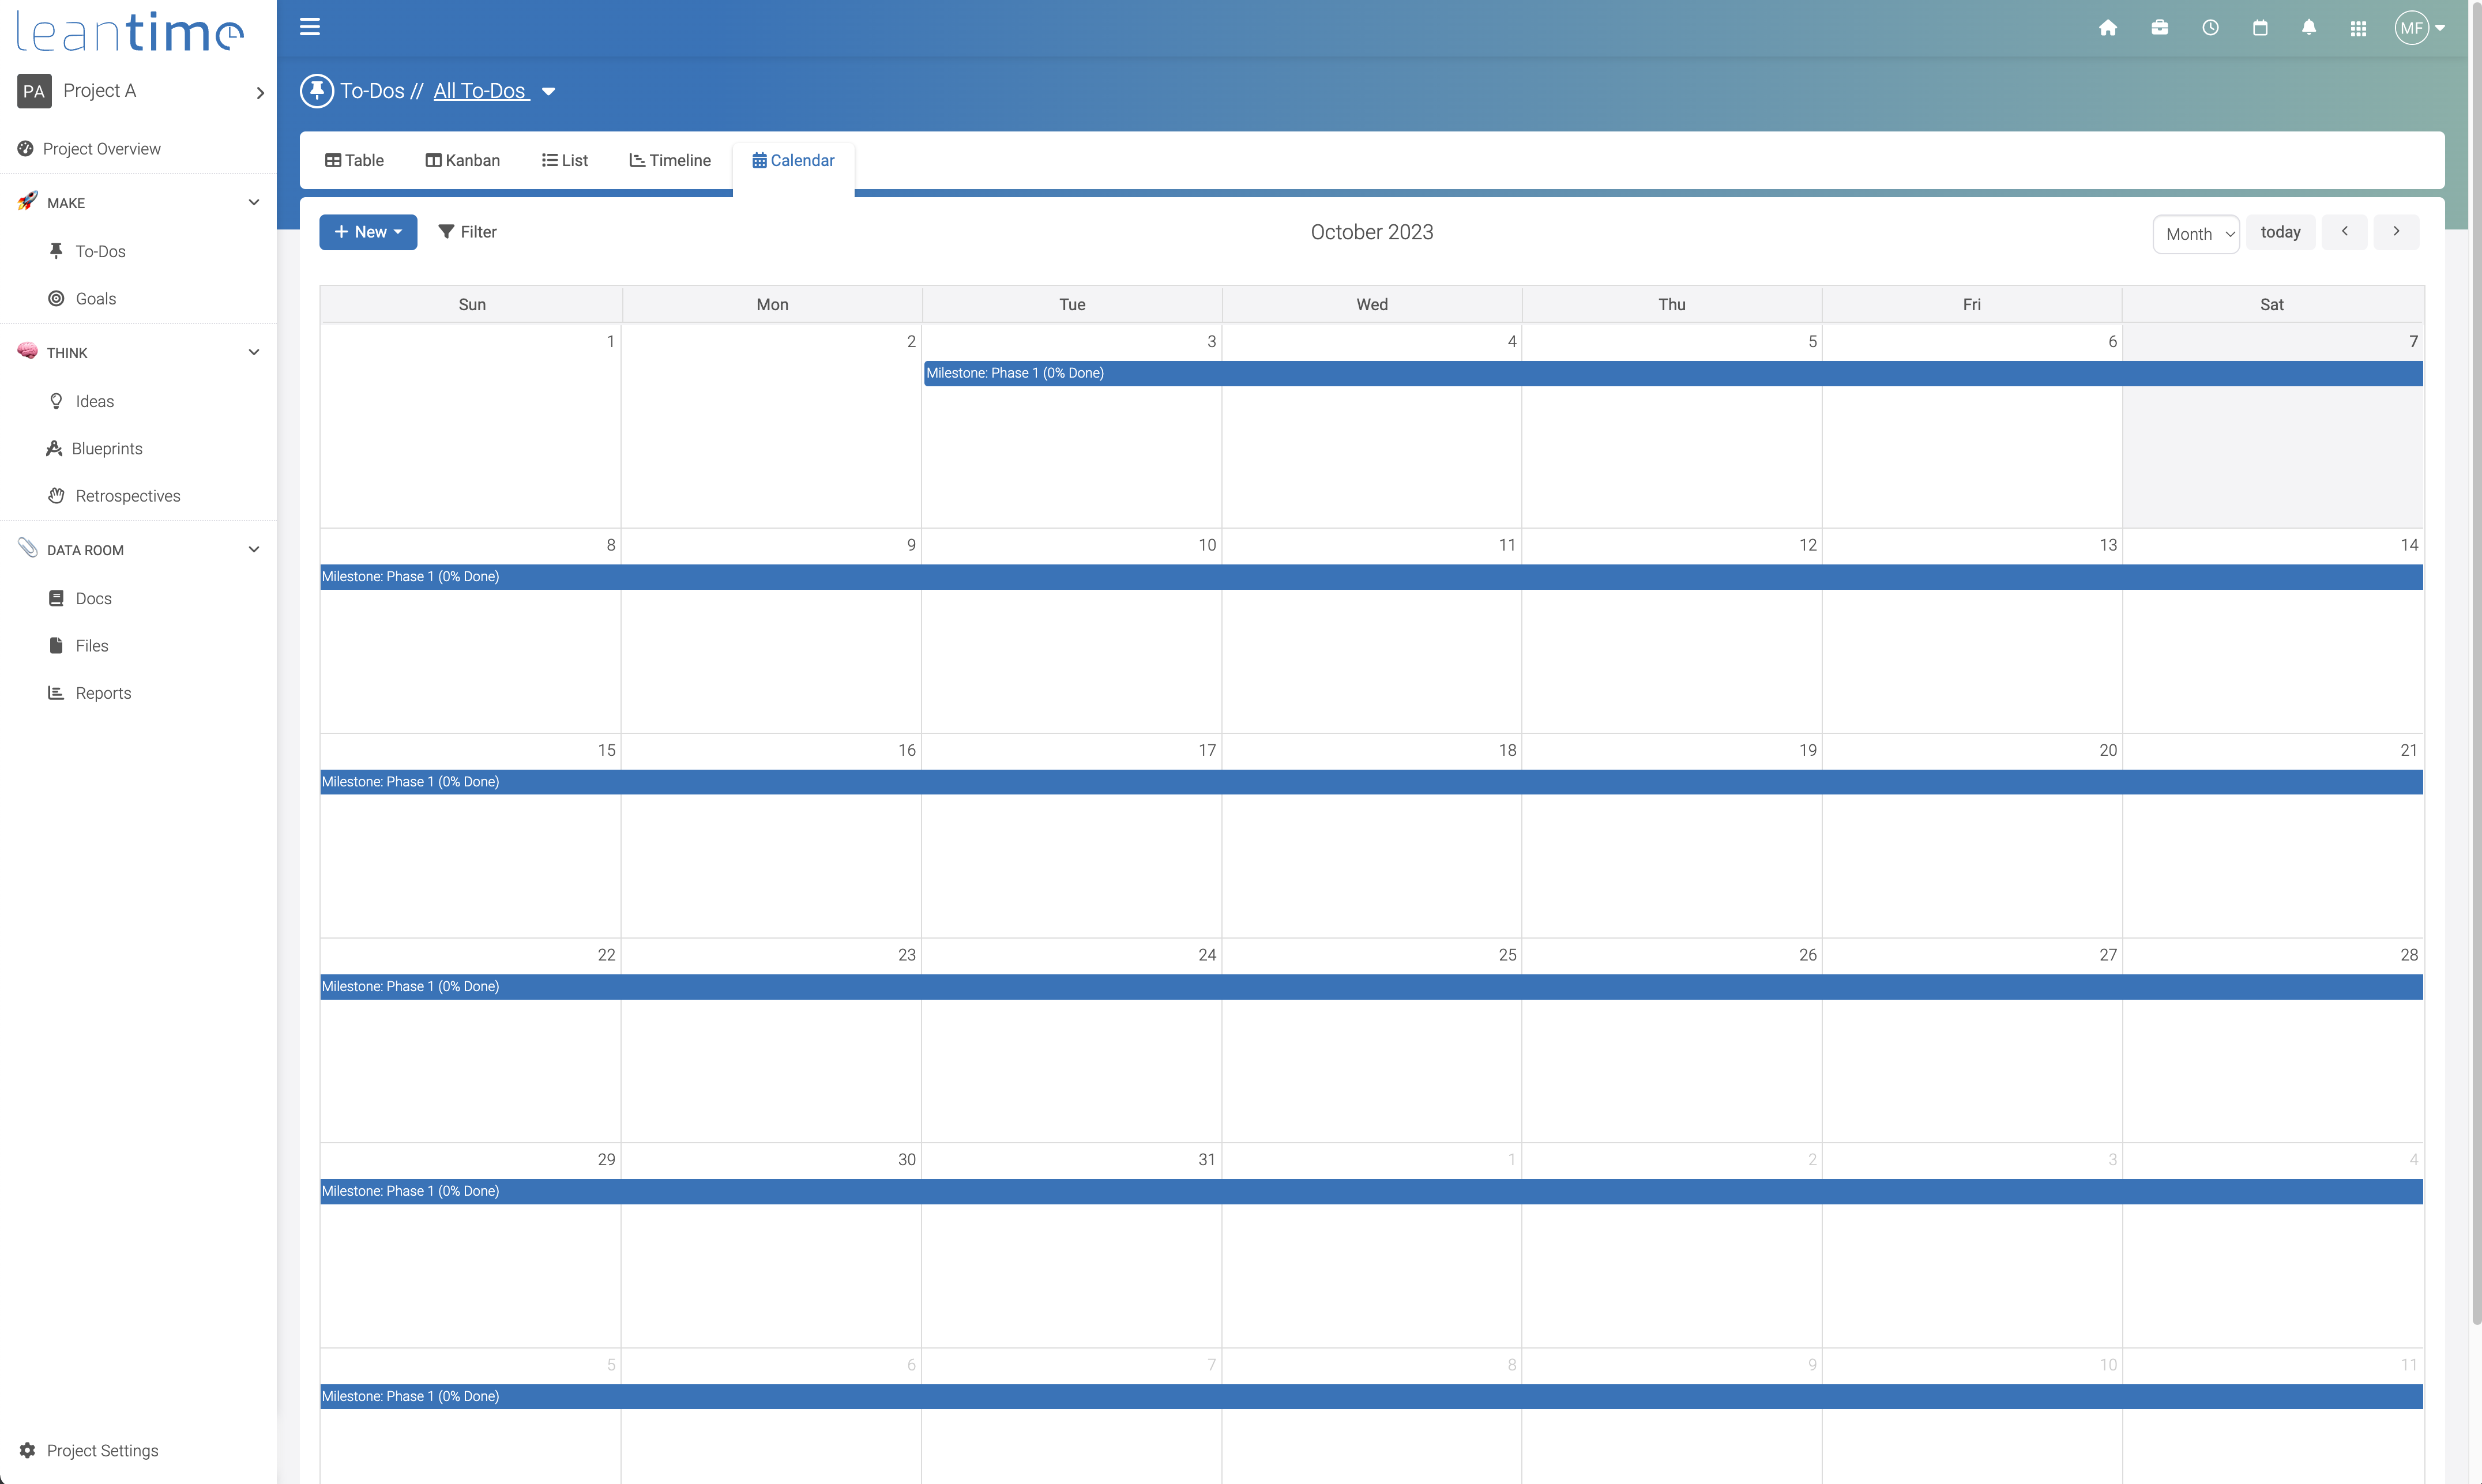 leantime
PA Project A
Project Overview
MAKE
To-Dos
Goals
THINK
Ideas
Blueprints
Retrospectives
DATA ROOM
Docs
Files
Reports
Project Settings
MF
To-Dos // All To-Dos
Table Kanban List Timeline Calendar
+ New Filter October 2023 Month today
Sun Mon Tue Wed Thu Fri Sat
1 2 3 4 5 6 7
Milestone: Phase 1 (0% Done)
8 9 10 11 12 13 14
Milestone: Phase 1 (0% Done)
15 16 17 18 19 20 21
Milestone: Phase 1 (0% Done)
22 23 24 25 26 27 28
Milestone: Phase 1 (0% Done)
29 30 31 1 2 3 4
Milestone: Phase 1 (0% Done)
5 6 7 8 9 10 11
Milestone: Phase 1 (0% Done)